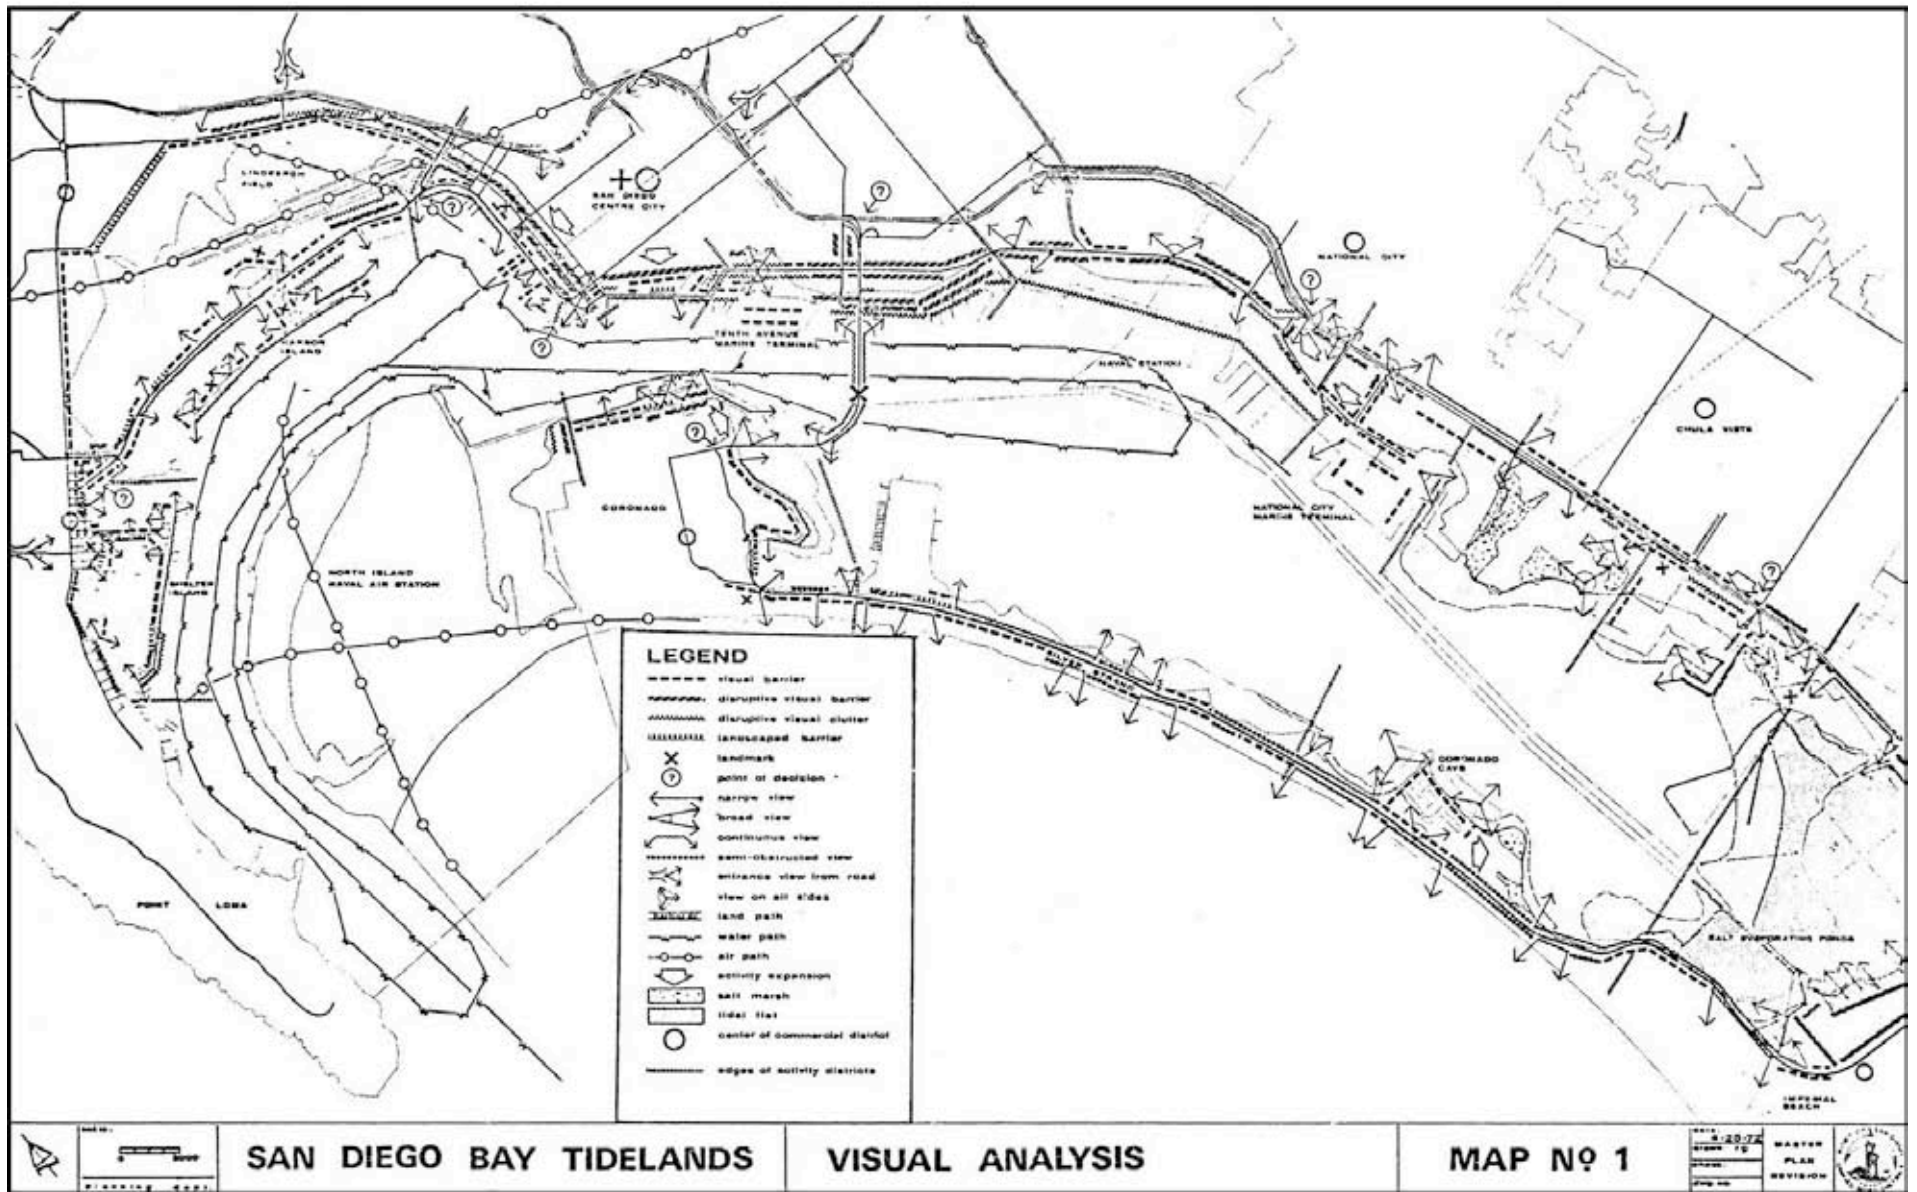 LINDBERGH
FIELD
SAN DIEGO
CENTRE CITY
NATIONAL CITY
HARBOR
ISLAND
TENTH AVENUE
MARINE TERMINAL
NAVAL STATION
CHULA VISTA
CORONADO
NATIONAL CITY
MARINE TERMINAL
SHELTER
ISLAND
NORTH ISLAND
NAVAL AIR STATION
SILVER STRAND
CORONADO
CAYS
POINT LOMA
SALT EVAPORATING PONDS
IMPERIAL
BEACH
LEGEND
visual barrier
disruptive visual barrier
disruptive visual clutter
landscaped barrier
landmark
? point of decision
narrow view
broad view
continuous view
semi-obstructed view
entrance view from road
view on all sides
land path
water path
air path
activity expansion
salt marsh
tidal flat
center of commercial district
edges of activity districts
planning dept.
SAN DIEGO BAY TIDELANDS
VISUAL ANALYSIS
MAP Nº 1
MASTER
PLAN
REVISION